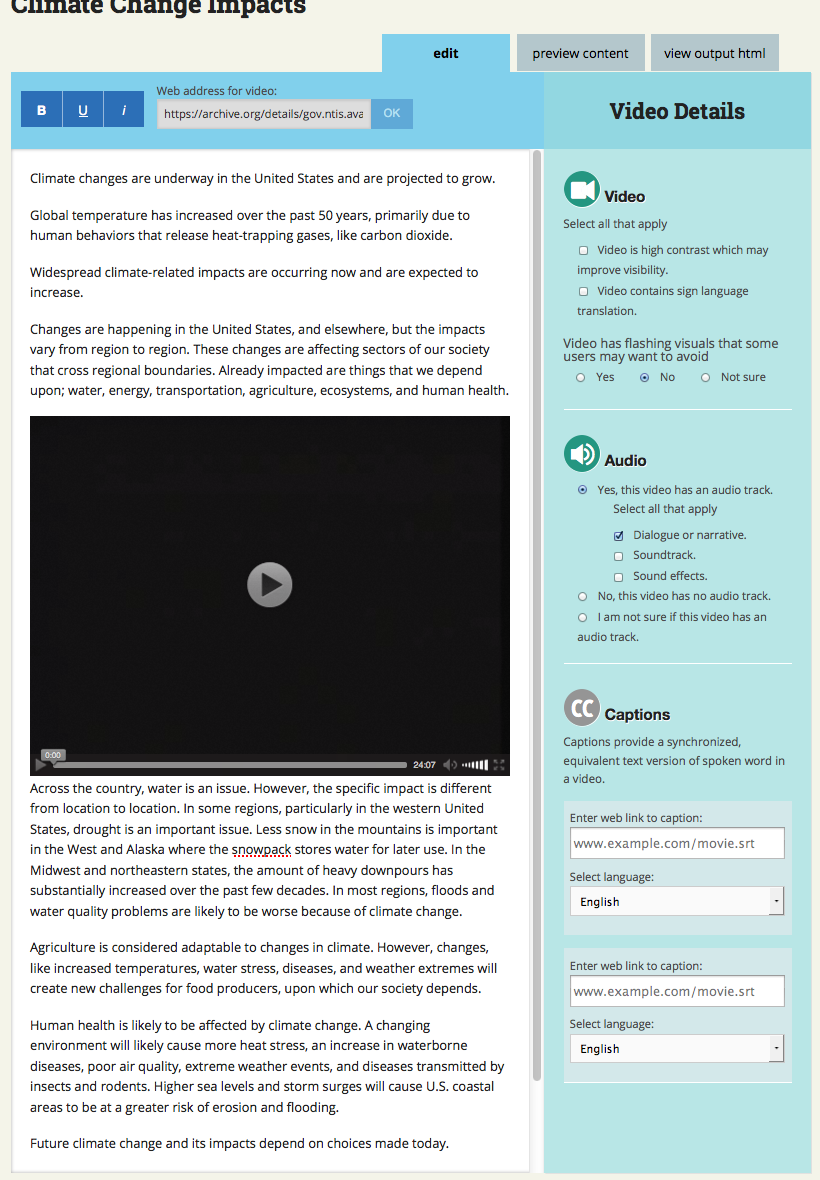 Climate Change Impacts
edit
preview content
view output html
B
U
i
Web address for video:
https://archive.org/details/gov.ntis.ava
OK
Video Details
Climate changes are underway in the United States and are projected to grow.
Global temperature has increased over the past 50 years, primarily due to
human behaviors that release heat-trapping gases, like carbon dioxide.
Widespread climate-related impacts are occurring now and are expected to
increase.
Changes are happening in the United States, and elsewhere, but the impacts
vary from region to region. These changes are affecting sectors of our society
that cross regional boundaries. Already impacted are things that we depend
upon; water, energy, transportation, agriculture, ecosystems, and human health.
0:00
24:07
Across the country, water is an issue. However, the specific impact is different
from location to location. In some regions, particularly in the western United
States, drought is an important issue. Less snow in the mountains is important
in the West and Alaska where the snowpack stores water for later use. In the
Midwest and northeastern states, the amount of heavy downpours has
substantially increased over the past few decades. In most regions, floods and
water quality problems are likely to be worse because of climate change.
Agriculture is considered adaptable to changes in climate. However, changes,
like increased temperatures, water stress, diseases, and weather extremes will
create new challenges for food producers, upon which our society depends.
Human health is likely to be affected by climate change. A changing
environment will likely cause more heat stress, an increase in waterborne
diseases, poor air quality, extreme weather events, and diseases transmitted by
insects and rodents. Higher sea levels and storm surges will cause U.S. coastal
areas to be at a greater risk of erosion and flooding.
Future climate change and its impacts depend on choices made today.
Video
Select all that apply
Video is high contrast which may
improve visibility.
Video contains sign language
translation.
Video has flashing visuals that some
users may want to avoid
Yes
No
Not sure
Audio
Yes, this video has an audio track.
Select all that apply
Dialogue or narrative.
Soundtrack.
Sound effects.
No, this video has no audio track.
I am not sure if this video has an
audio track.
CC
Captions
Captions provide a synchronized,
equivalent text version of spoken word in
a video.
Enter web link to caption:
www.example.com/movie.srt
Select language:
English
Enter web link to caption:
www.example.com/movie.srt
Select language:
English